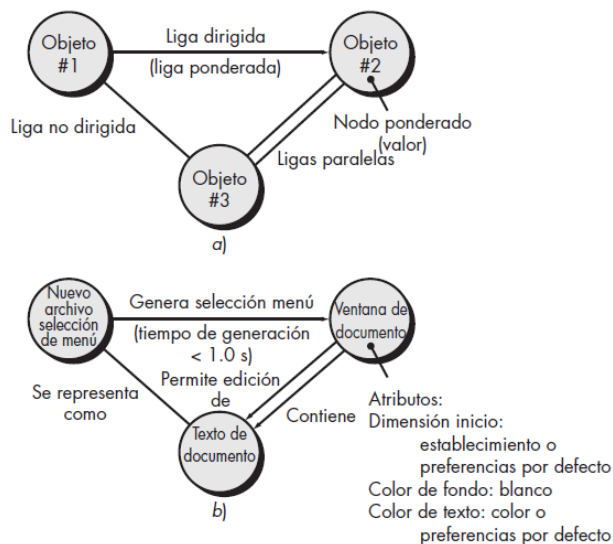 Objeto
#1
Liga dirigida
(liga ponderada)
Objeto
#2
Liga no dirigida
Nodo ponderado
(valor)
Ligas paralelas
Objeto
#3
a)
Nuevo
archivo
selección
de menú
Genera selección menú
(tiempo de generación
< 1.0 s)
Ventana de
documento
Permite edición
de
Se representa
como
Contiene
Texto de
documento
Atributos:
Dimensión inicio:
establecimiento o
preferencias por defecto
Color de fondo: blanco
Color de texto: color o
preferencias por defecto
b)